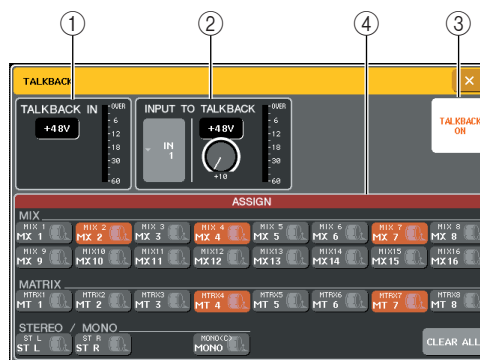 1 2 4 3
TALKBACK ×
TALKBACK IN
+48V
OVER
6
12
18
30
60
INPUT TO TALKBACK
IN
1
+48V
+10
OVER
6
12
18
30
60
TALKBACK
ON
ASSIGN
MIX
MIX 1 MIX 2 MIX 3 MIX 4 MIX 5 MIX 6 MIX 7 MIX 8
MX 1 MX 2 MX 3 MX 4 MX 5 MX 6 MX 7 MX 8
MIX 9 MIX10 MIX11 MIX12 MIX13 MIX14 MIX15 MIX16
MX 9 MX10 MX11 MX12 MX13 MX14 MX15 MX16
MATRIX
MTRX1 MTRX2 MTRX3 MTRX4 MTRX5 MTRX6 MTRX7 MTRX8
MT 1 MT 2 MT 3 MT 4 MT 5 MT 6 MT 7 MT 8
STEREO / MONO
ST L ST R MONO(C)
ST L ST R MONO
CLEAR ALL